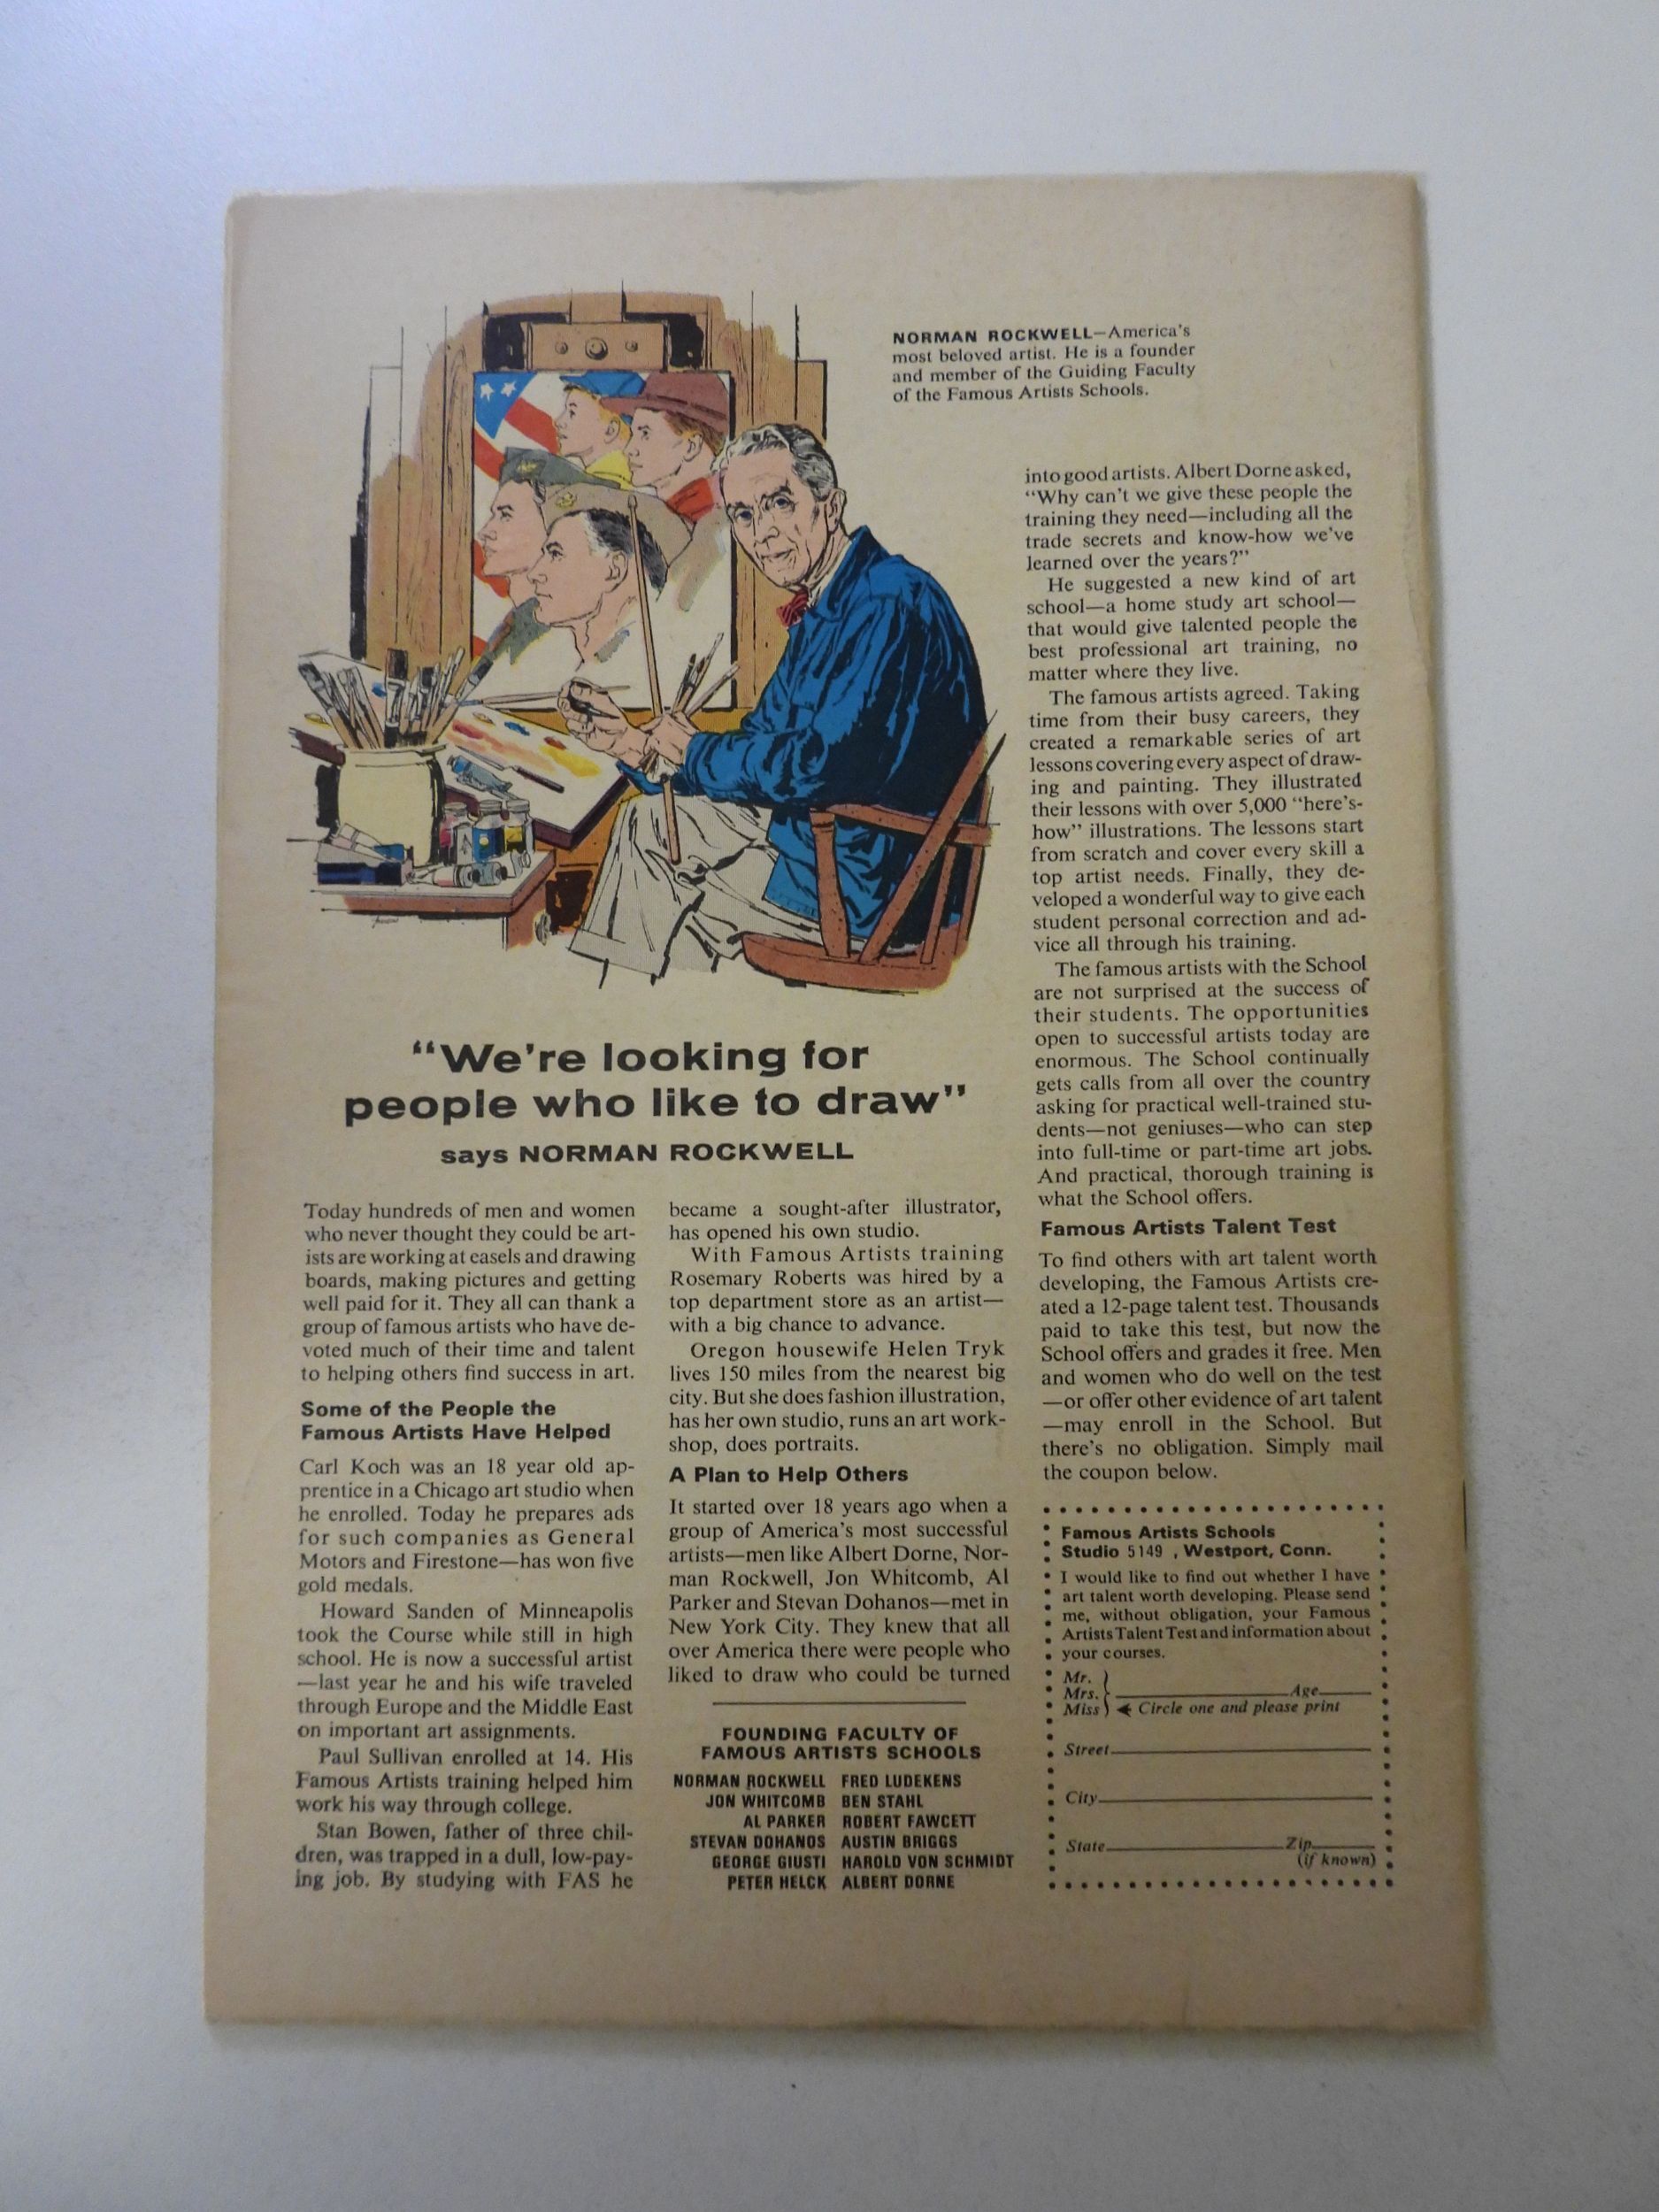 NORMAN ROCKWELL—America's
most beloved artist. He is a founder
and member of the Guiding Faculty
of the Famous Artists Schools.
"We're looking for
people who like to draw"
says NORMAN ROCKWELL
Today hundreds of men and women
who never thought they could be art-
ists are working at easels and drawing
boards, making pictures and getting
well paid for it. They all can thank a
group of famous artists who have de-
voted much of their time and talent
to helping others find success in art.
Some of the People the
Famous Artists Have Helped
Carl Koch was an 18 year old ap-
prentice in a Chicago art studio when
he enrolled. Today he prepares ads
for such companies as General
Motors and Firestone—has won five
gold medals.
Howard Sanden of Minneapolis
took the Course while still in high
school. He is now a successful artist
—last year he and his wife traveled
through Europe and the Middle East
on important art assignments.
Paul Sullivan enrolled at 14. His
Famous Artists training helped him
work his way through college.
Stan Bowen, father of three chil-
dren, was trapped in a dull, low-pay-
ing job. By studying with FAS he
became a sought-after illustrator,
has opened his own studio.
With Famous Artists training
Rosemary Roberts was hired by a
top department store as an artist—
with a big chance to advance.
Oregon housewife Helen Tryk
lives 150 miles from the nearest big
city. But she does fashion illustration,
has her own studio, runs an art work-
shop, does portraits.
A Plan to Help Others
It started over 18 years ago when a
group of America's most successful
artists—men like Albert Dorne, Nor-
man Rockwell, Jon Whitcomb, Al
Parker and Stevan Dohanos—met in
New York City. They knew that all
over America there were people who
liked to draw who could be turned
into good artists. Albert Dorne asked,
"Why can't we give these people the
training they need—including all the
trade secrets and know-how we've
learned over the years?"
He suggested a new kind of art
school—a home study art school—
that would give talented people the
best professional art training, no
matter where they live.
The famous artists agreed. Taking
time from their busy careers, they
created a remarkable series of art
lessons covering every aspect of draw-
ing and painting. They illustrated
their lessons with over 5,000 "here's-
how" illustrations. The lessons start
from scratch and cover every skill a
top artist needs. Finally, they de-
veloped a wonderful way to give each
student personal correction and ad-
vice all through his training.
The famous artists with the School
are not surprised at the success of
their students. The opportunities
open to successful artists today are
enormous. The School continually
gets calls from all over the country
asking for practical well-trained stu-
dents—not geniuses—who can step
into full-time or part-time art jobs.
And practical, thorough training is
what the School offers.
Famous Artists Talent Test
To find others with art talent worth
developing, the Famous Artists cre-
ated a 12-page talent test. Thousands
paid to take this test, but now the
School offers and grades it free. Men
and women who do well on the test
—or offer other evidence of art talent
—may enroll in the School. But
there's no obligation. Simply mail
the coupon below.
FOUNDING FACULTY OF
FAMOUS ARTISTS SCHOOLS
NORMAN ROCKWELL FRED LUDEKENS
JON WHITCOMB BEN STAHL
AL PARKER ROBERT FAWCETT
STEVAN DOHANOS AUSTIN BRIGGS
GEORGE GIUSTI HAROLD VON SCHMIDT
PETER HELCK ALBERT DORNE
Famous Artists Schools
Studio 5149 , Westport, Conn.
I would like to find out whether I have
art talent worth developing. Please send
me, without obligation, your Famous
Artists Talent Test and information about
your courses.
Mr.
Mrs. Age
Miss Circle one and please print
Street
City
State Zip
(if known)